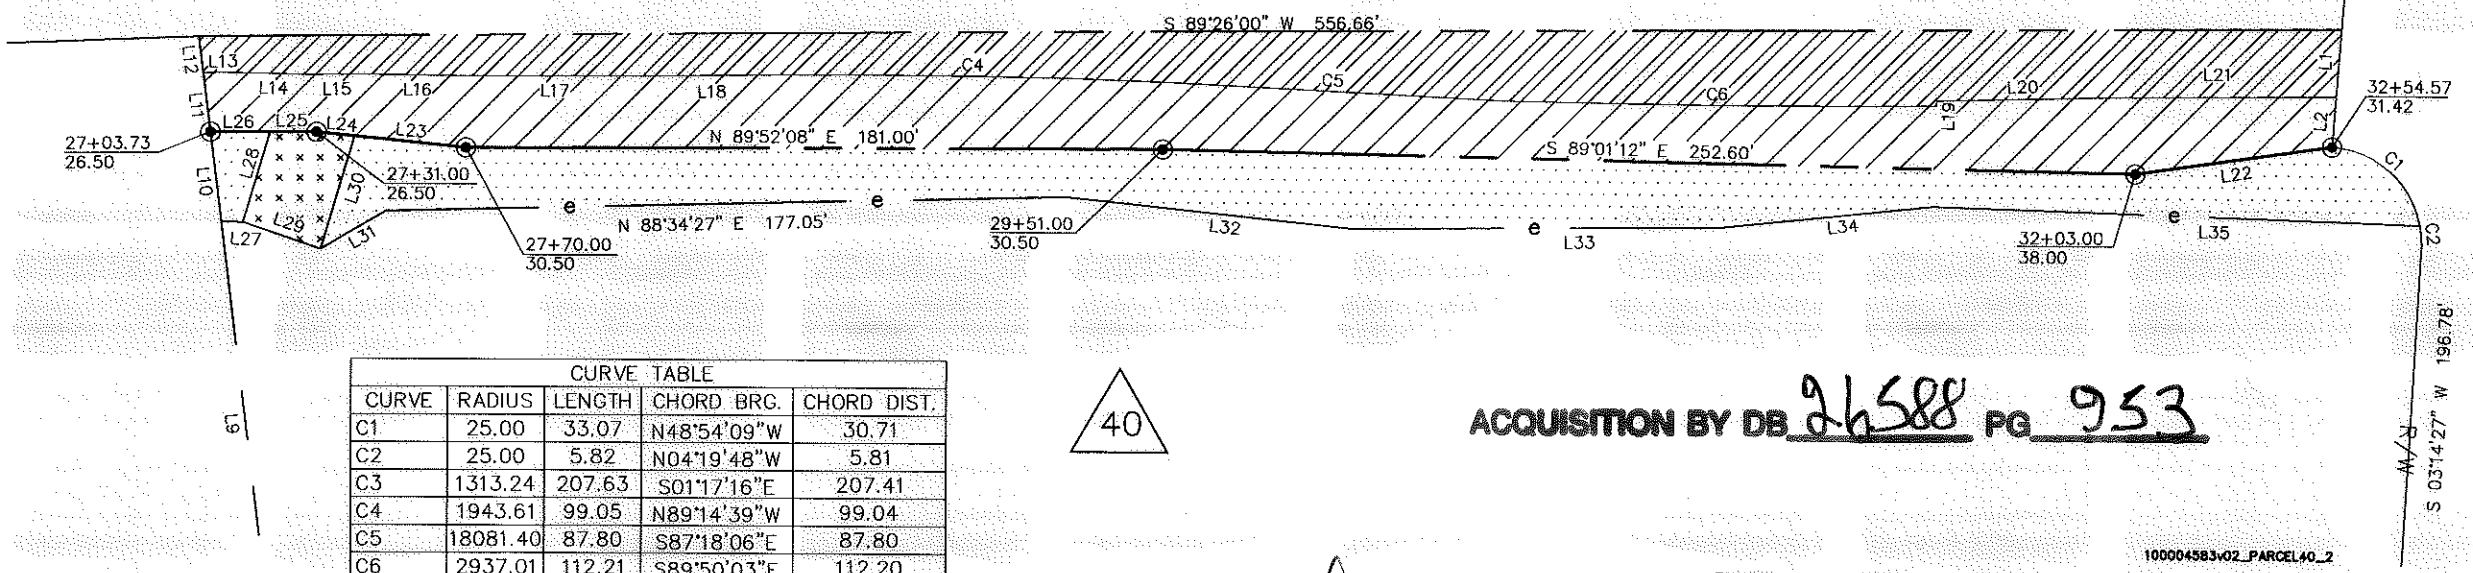 S 89°26'00" W 556.66'
L12
L13
C4
L1
L14
L15
L16
L17
L18
C5
C6
L19
L20
L21
32+54.57
31.42
L11
L26
L25
L24
L23
N 89°52'08" E 181.00'
S 89°01'12" E 252.60'
L2
27+03.73
26.50
L10
L28
27+31.00
26.50
L30
L22
C1
L27
L29
L31
e
N 88°34'27" E 177.05'
e
27+70.00
30.50
29+51.00
30.50
L32
e
L33
L34
32+03.00
38.00
e
L35
C2
L9
CURVE TABLE
CURVE RADIUS LENGTH CHORD BRG. CHORD DIST.
C1 25.00 33.07 N48°54'09"W 30.71
C2 25.00 5.82 N04°19'48"W 5.81
C3 1313.24 207.63 S01°17'16"E 207.41
C4 1943.61 99.05 N89°14'39"W 99.04
C5 18081.40 87.80 S87°18'06"E 87.80
C6 2937.01 112.21 S89°50'03"E 112.20
40
ACQUISITION BY DB 26588 PG 953
R/W
S 03°14'27" W 196.78'
100004583v02_PARCEL40_2